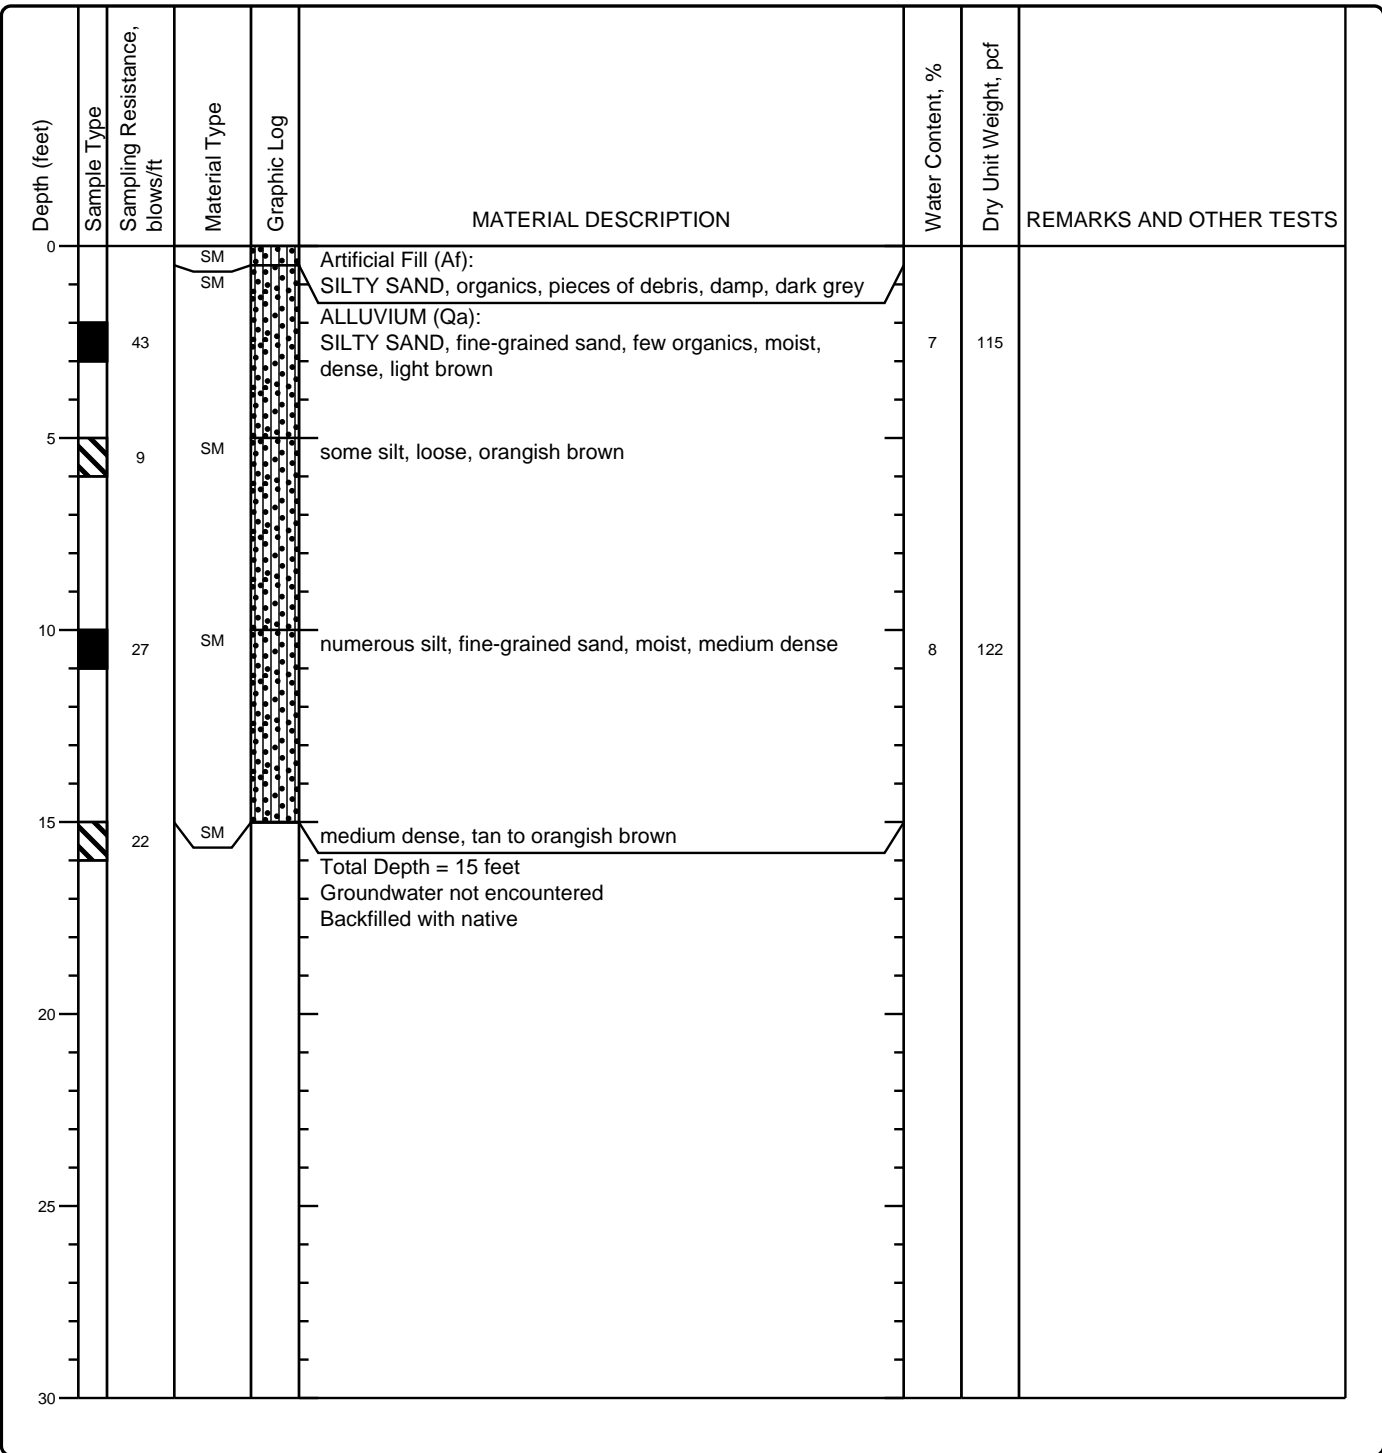 Depth (feet)
Sample Type
Sampling Resistance,
blows/ft
Material Type
Graphic Log
MATERIAL DESCRIPTION
Water Content, %
Dry Unit Weight, pcf
REMARKS AND OTHER TESTS
0
SM
Artificial Fill (Af):
SILTY SAND, organics, pieces of debris, damp, dark grey
SM
ALLUVIUM (Qa):
43
SILTY SAND, fine-grained sand, few organics, moist,
7
115
dense, light brown
5
9
SM
some silt, loose, orangish brown
10
27
SM
numerous silt, fine-grained sand, moist, medium dense
8
122
15
22
SM
medium dense, tan to orangish brown
Total Depth = 15 feet
Groundwater not encountered
Backfilled with native
20
25
30